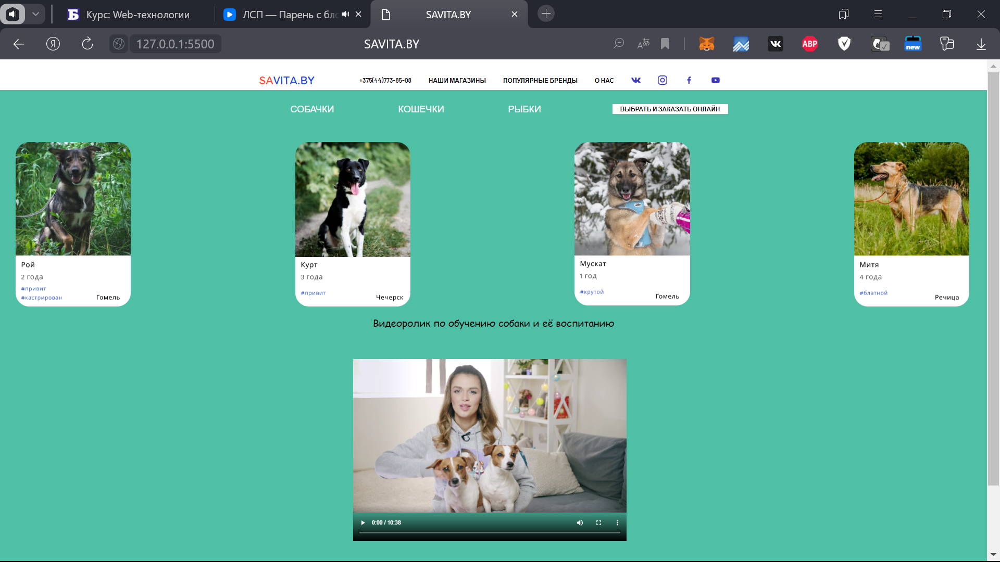 Курс: Web-технологии
ЛСП — Парень с бло
SAVITA.BY
127.0.0.1:5500
SAVITA.BY
ABP
new
SAVITA.BY
+375(44)773-85-08
НАШИ МАГАЗИНЫ
ПОПУЛЯРНЫЕ БРЕНДЫ
О НАС
СОБАЧКИ
КОШЕЧКИ
РЫБКИ
ВЫБРАТЬ И ЗАКАЗАТЬ ОНЛАЙН
Рой
2 года
#привит
#кастрирован
Гомель
Курт
3 года
#привит
Чечерск
Мускат
1 год
#крутой
Гомель
Митя
4 года
#блатной
Речица
Видеоролик по обучению собаки и её воспитанию
0:00 / 10:38